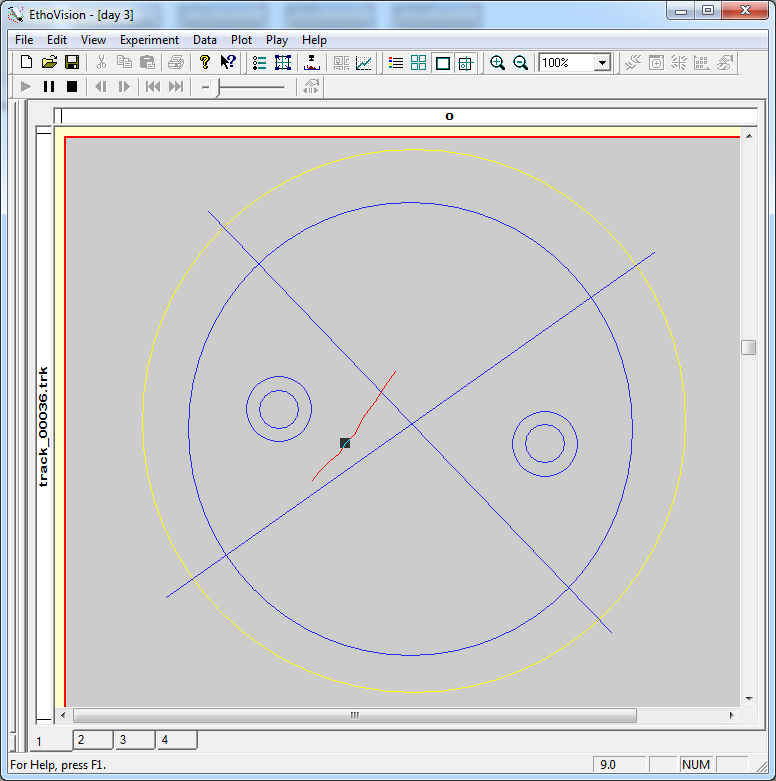 EthoVision - [day 3]
File Edit View Experiment Data Plot Play Help
100%
o
track_00036.trk
1 2 3 4
For Help, press F1. 9.0 NUM